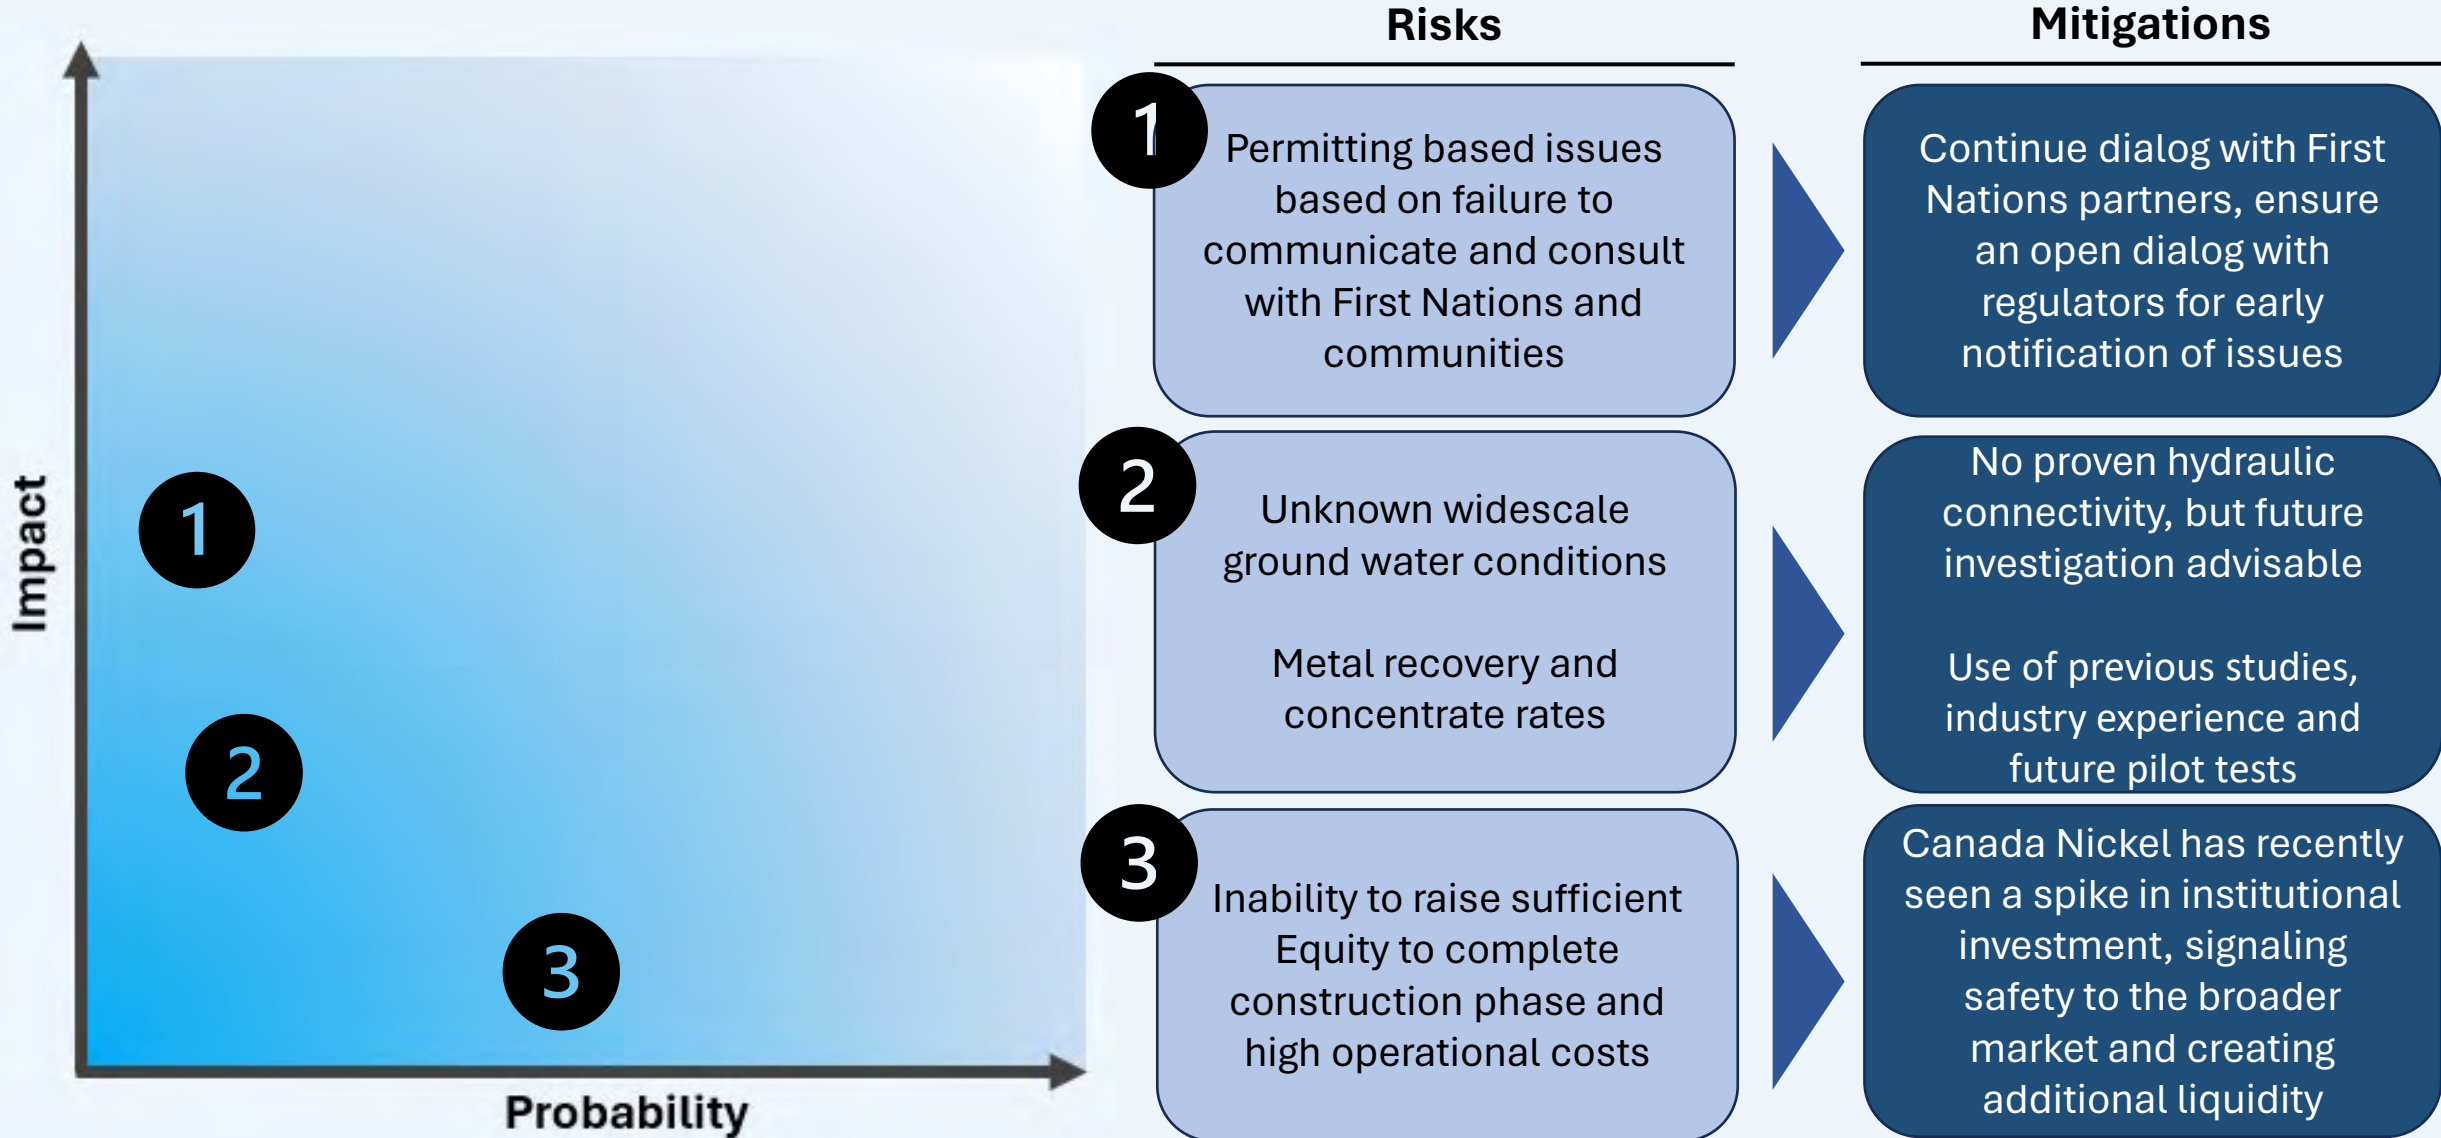 Impact
1
2
3
Probability
Risks
1
Permitting based issues
based on failure to
communicate and consult
with First Nations and
communities
2
Unknown widescale
ground water conditions
Metal recovery and
concentrate rates
3
Inability to raise sufficient
Equity to complete
construction phase and
high operational costs
Mitigations
Continue dialog with First
Nations partners, ensure
an open dialog with
regulators for early
notification of issues
No proven hydraulic
connectivity, but future
investigation advisable
Use of previous studies,
industry experience and
future pilot tests
Canada Nickel has recently
seen a spike in institutional
investment, signaling
safety to the broader
market and creating
additional liquidity